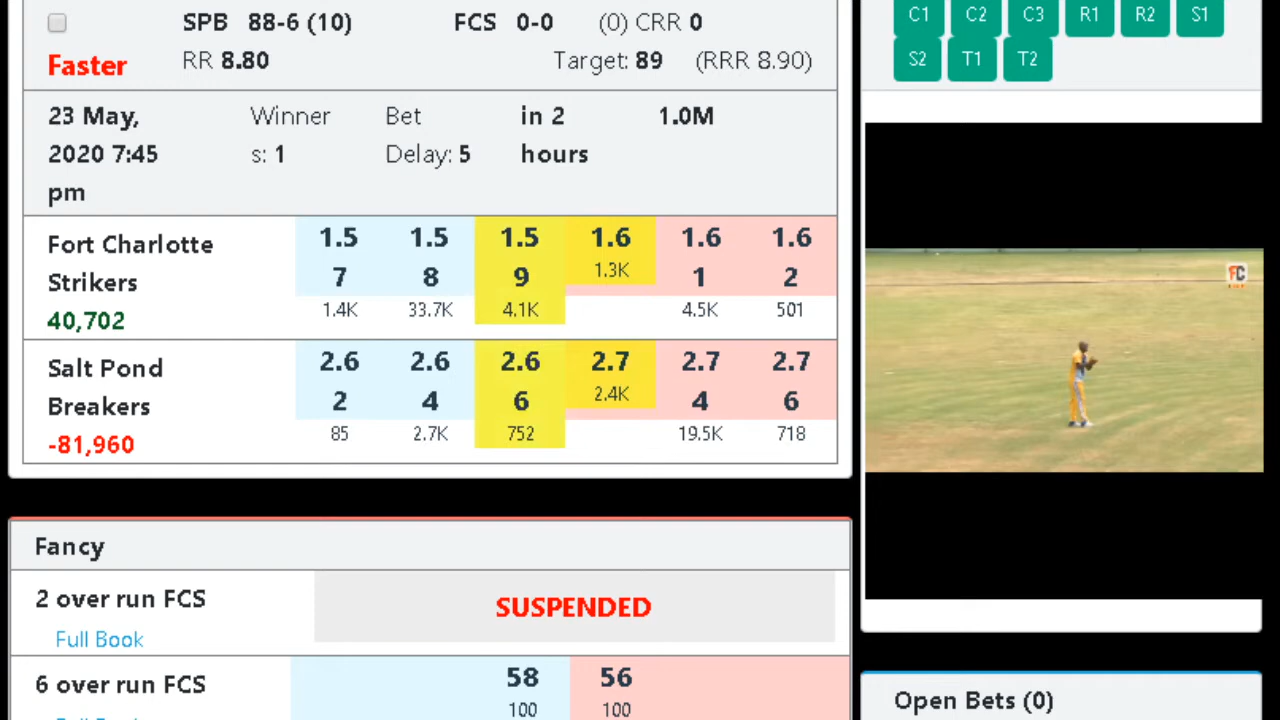 SPB 88-6 (10) FCS 0-0 (0) CRR 0
Faster RR 8.80 Target: 89 (RRR 8.90)
23 May, Winner Bet in 2 1.0M
2020 7:45 s: 1 Delay: 5 hours
pm
Fort Charlotte 1.5 1.5 1.5 1.6 1.6 1.6
Strikers 7 8 9 1.3K 1 2
40,702 1.4K 33.7K 4.1K 4.5K 501
Salt Pond 2.6 2.6 2.6 2.7 2.7 2.7
Breakers 2 4 6 2.4K 4 6
-81,960 85 2.7K 752 19.5K 718
Fancy
2 over run FCS SUSPENDED
Full Book
6 over run FCS 58 56
Full Book 100 100
C1 C2 C3 R1 R2 S1
S2 T1 T2
FC
Open Bets (0)